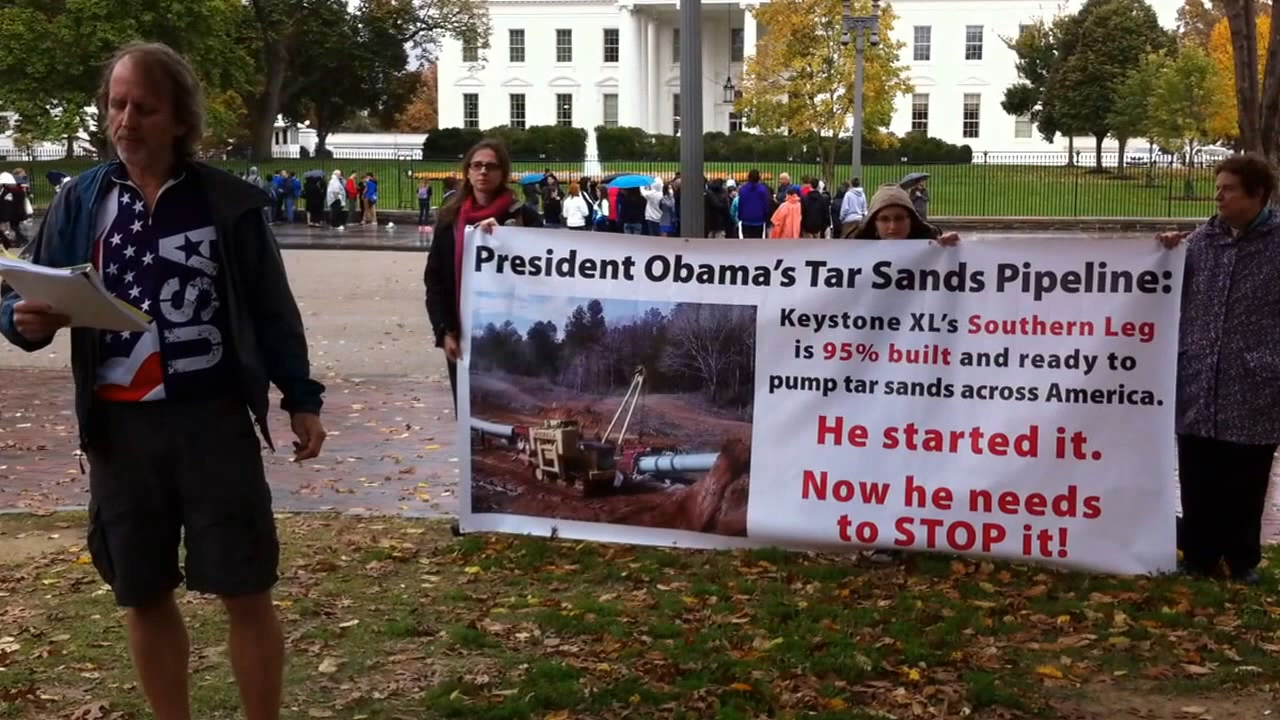 USA
President Obama's Tar Sands Pipeline:
Keystone XL's Southern Leg
is 95% built and ready to
pump tar sands across America.
He started it.
Now he needs
to STOP it!